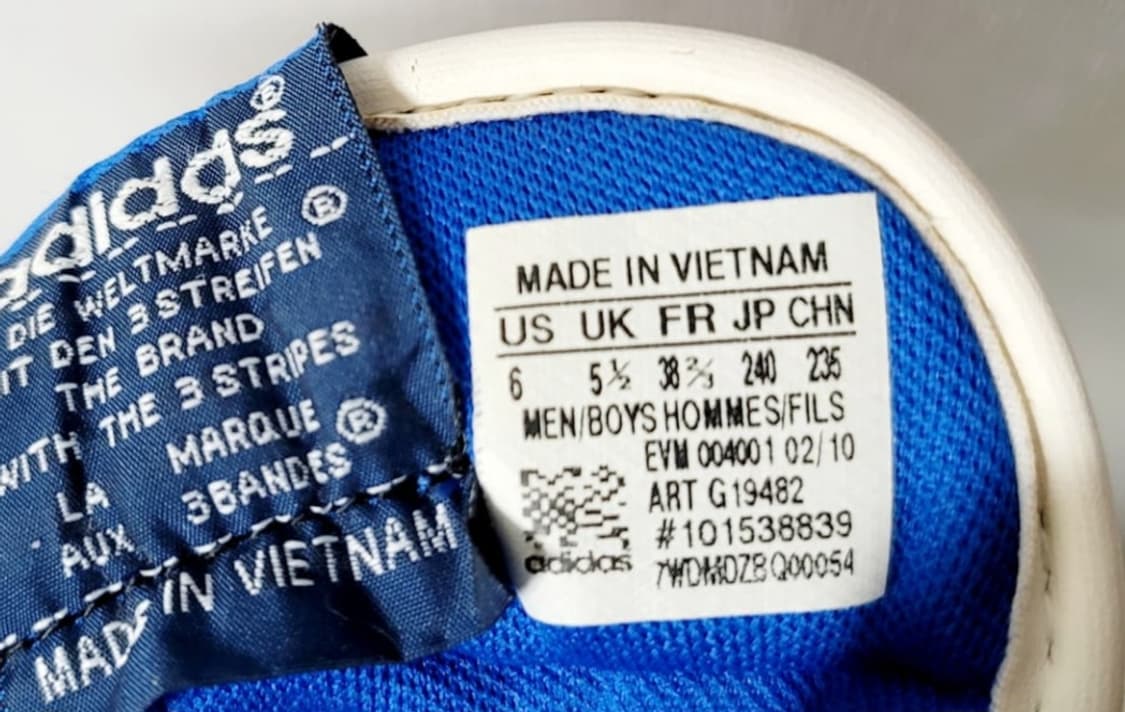 adidas®
DIE WELTMARKE ®
MIT DEN 3 STREIFEN
THE BRAND
WITH THE 3 STRIPES
LA MARQUE ®
AUX 3 BANDES
MADE IN VIETNAM
MADE IN VIETNAM
US UK FR JP CHN
6 5½ 38⅔ 240 235
MEN/BOYS HOMMES/FILS
EVM 004001 02/10
ART G19482
#101538839
adidas